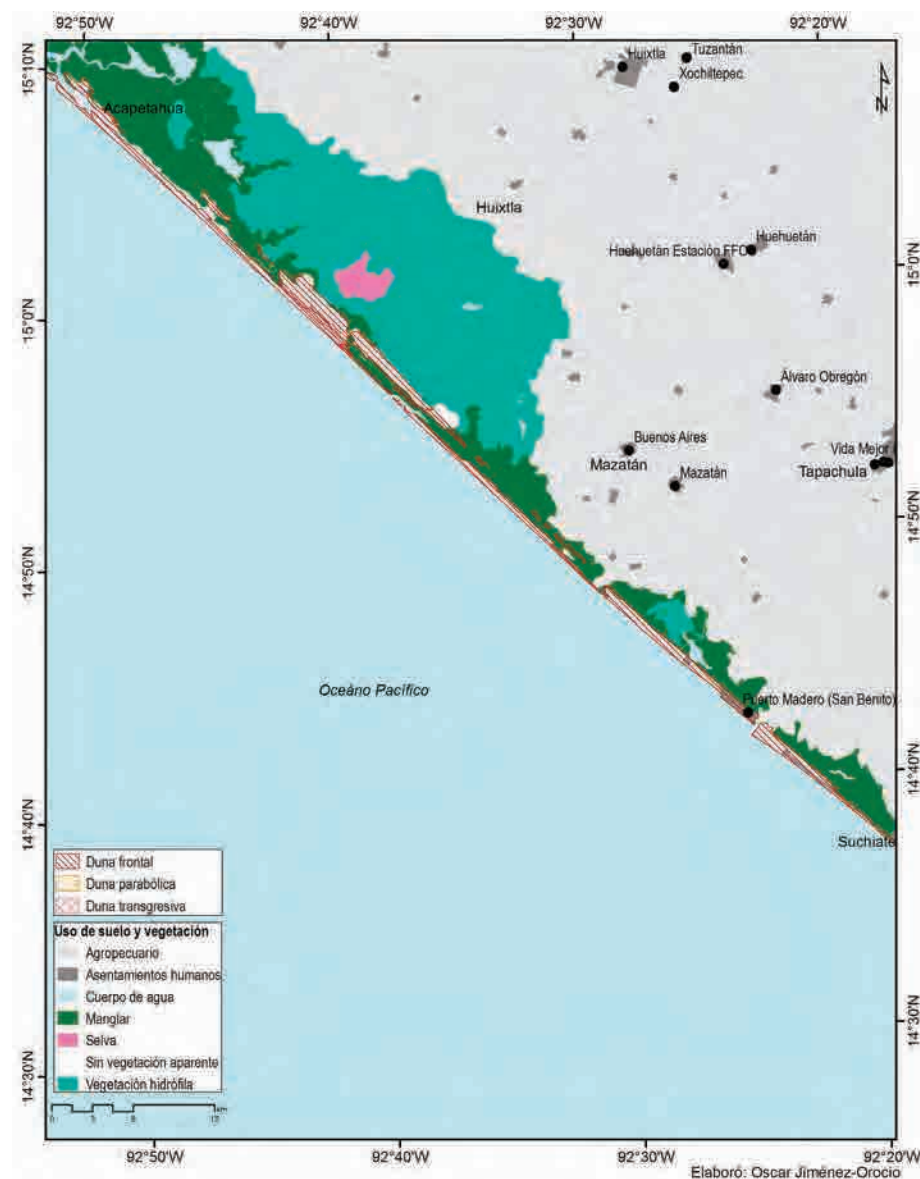 92°50'W 92°40'W 92°30'W 92°20'W
15°10'N
15°0'N
14°50'N
14°40'N
14°30'N
Huixtla
Tuzantán
Xochiltepec
Acapetahua
Huixtla
Huehuetán
Huehuetán Estación FFCC
15°0'N
Álvaro Obregón
Buenos Aires
Mazatán
Mazatán
Vida Mejor
Tapachula
14°50'N
Océano Pacífico
Puerto Madero (San Benito)
14°40'N
Suchiate
14°30'N
Duna frontal
Duna parabólica
Duna transgresiva
Uso de suelo y vegetación
Agropecuario
Asentamientos humanos
Cuerpo de agua
Manglar
Selva
Sin vegetación aparente
Vegetación hidrófila
km
N
92°50'W 92°40'W 92°30'W 92°20'W
Elaboró: Oscar Jiménez-Orocio